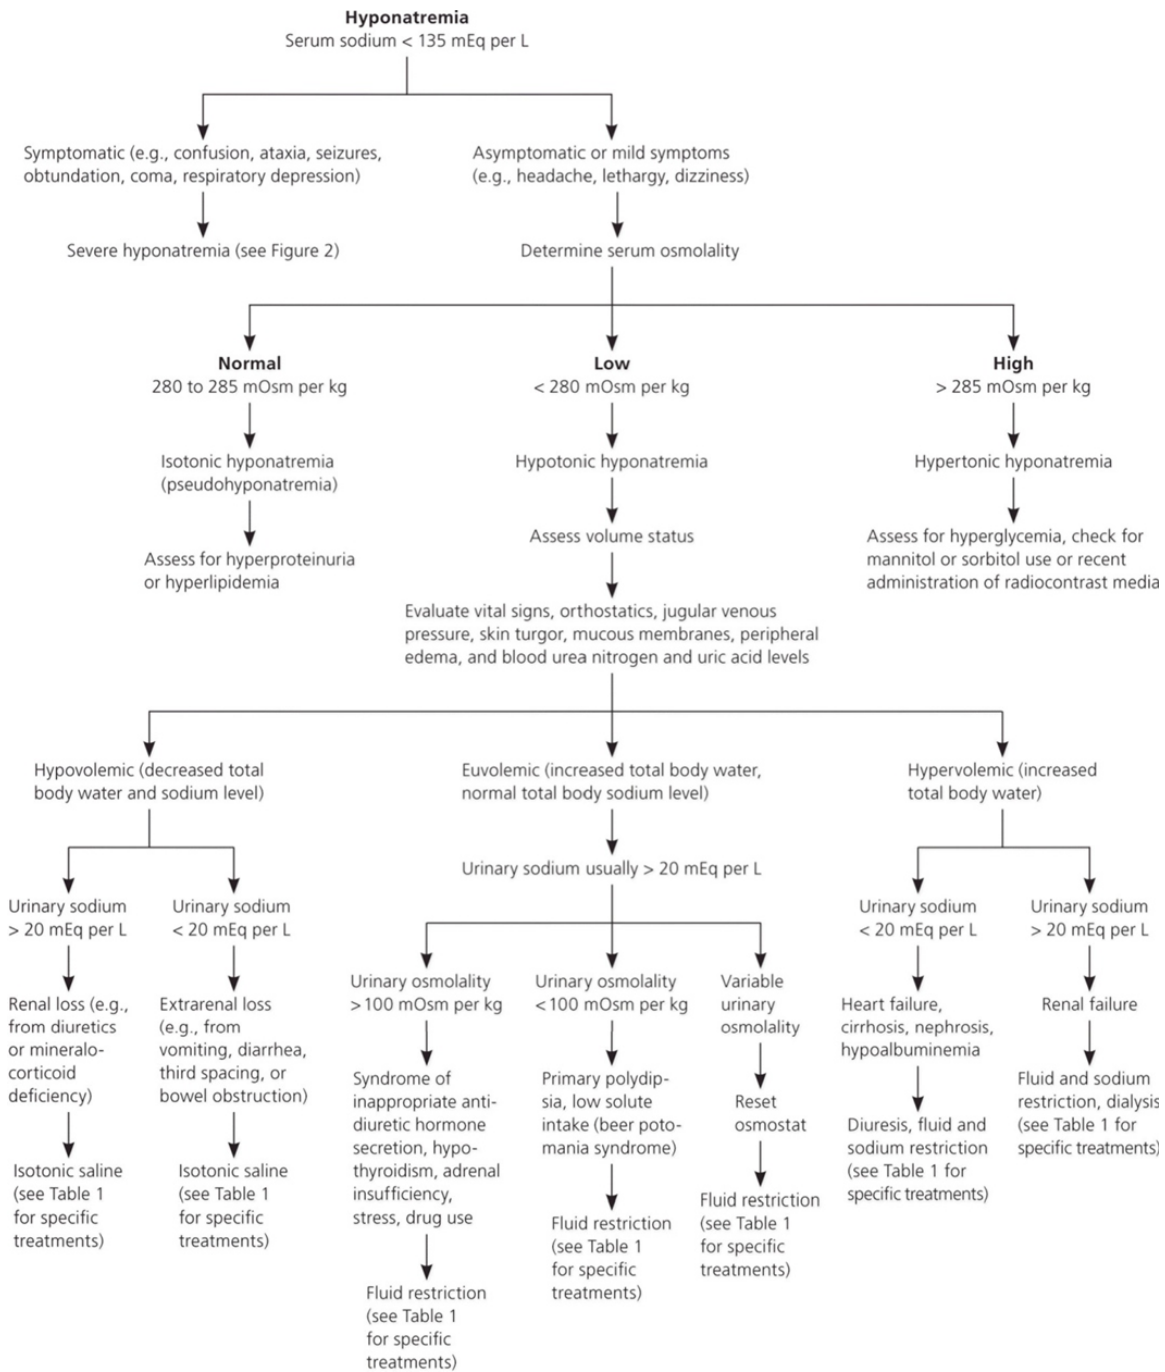 Hyponatremia
Serum sodium < 135 mEq per L
Symptomatic (e.g., confusion, ataxia, seizures,
obtundation, coma, respiratory depression)
Asymptomatic or mild symptoms
(e.g., headache, lethargy, dizziness)
Severe hyponatremia (see Figure 2)
Determine serum osmolality
Normal
280 to 285 mOsm per kg
Low
< 280 mOsm per kg
High
> 285 mOsm per kg
Isotonic hyponatremia
(pseudohyponatremia)
Hypotonic hyponatremia
Hypertonic hyponatremia
Assess for hyperproteinuria
or hyperlipidemia
Assess volume status
Assess for hyperglycemia, check for
mannitol or sorbitol use or recent
administration of radiocontrast media
Evaluate vital signs, orthostatics, jugular venous
pressure, skin turgor, mucous membranes, peripheral
edema, and blood urea nitrogen and uric acid levels
Hypovolemic (decreased total
body water and sodium level)
Euvolemic (increased total body water,
normal total body sodium level)
Hypervolemic (increased
total body water)
Urinary sodium usually > 20 mEq per L
Urinary sodium
> 20 mEq per L
Urinary sodium
< 20 mEq per L
Urinary sodium
< 20 mEq per L
Urinary sodium
> 20 mEq per L
Urinary osmolality
>100 mOsm per kg
Urinary osmolality
<100 mOsm per kg
Variable
urinary
osmolality
Renal loss (e.g.,
from diuretics
or mineralo-
corticoid
deficiency)
Extrarenal loss
(e.g., from
vomiting, diarrhea,
third spacing, or
bowel obstruction)
Heart failure,
cirrhosis, nephrosis,
hypoalbuminemia
Renal failure
Syndrome of
inappropriate anti-
diuretic hormone
secretion, hypo-
thyroidism, adrenal
insufficiency,
stress, drug use
Primary polydip-
sia, low solute
intake (beer poto-
mania syndrome)
Reset
osmostat
Fluid and sodium
restriction, dialysis
(see Table 1 for
specific treatments)
Diuresis, fluid and
sodium restriction
(see Table 1 for
specific treatments)
Isotonic saline
(see Table 1
for specific
treatments)
Isotonic saline
(see Table 1
for specific
treatments)
Fluid restriction
(see Table 1
for specific
treatments)
Fluid restriction
(see Table 1
for specific
treatments)
Fluid restriction
(see Table 1
for specific
treatments)